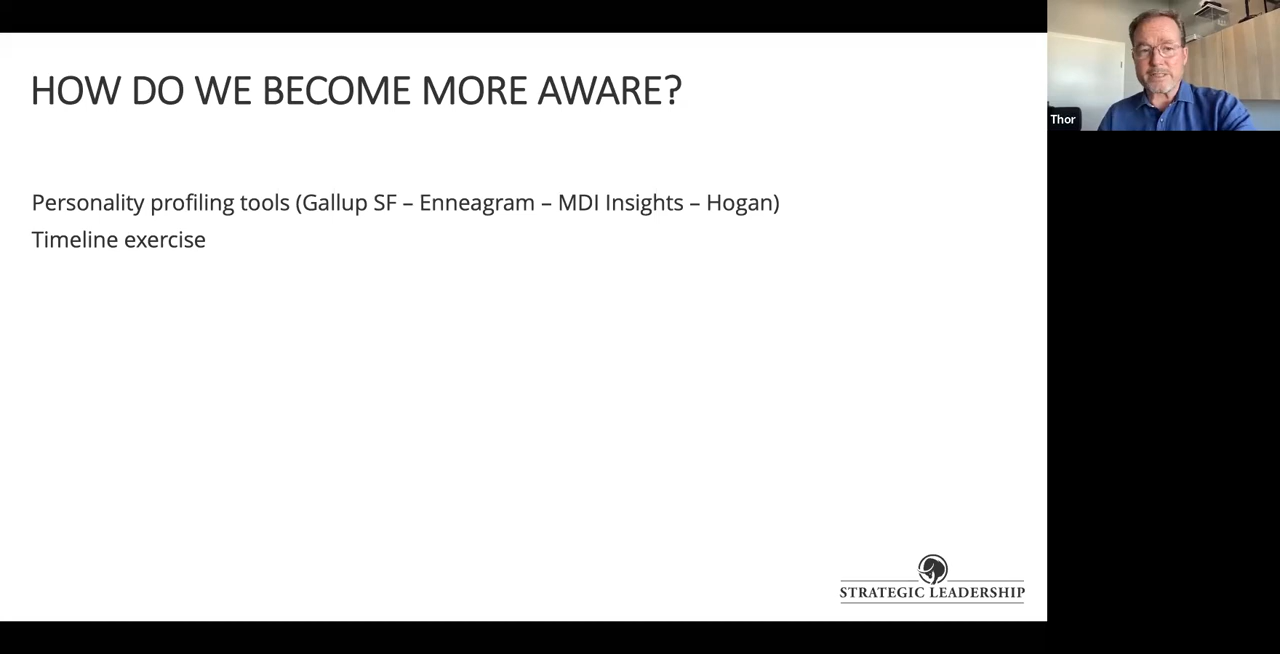 HOW DO WE BECOME MORE AWARE?
Thor
Personality profiling tools (Gallup SF – Enneagram – MDI Insights – Hogan)
Timeline exercise
STRATEGIC LEADERSHIP